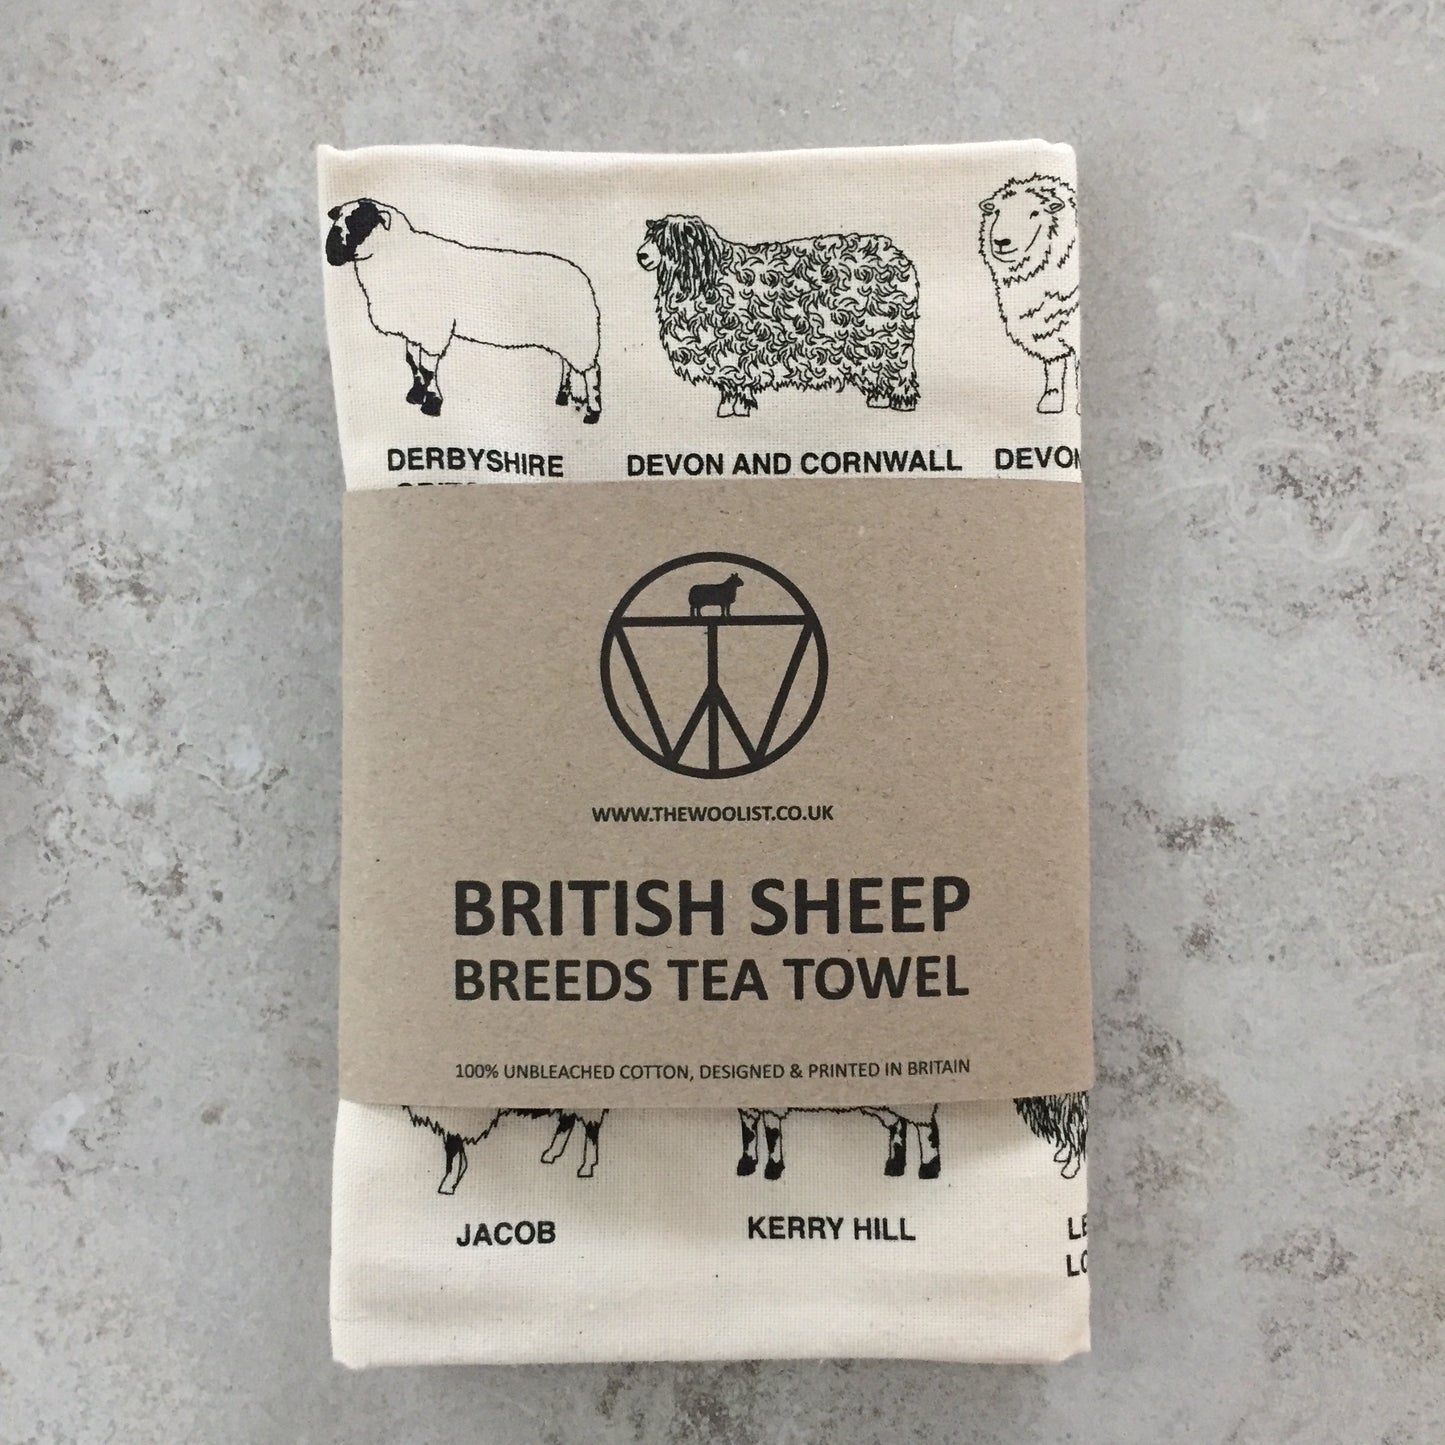 DERBYSHIRE
DEVON AND CORNWALL
DEVON
WWW.THEWOOLIST.CO.UK
BRITISH SHEEP
BREEDS TEA TOWEL
100% UNBLEACHED COTTON, DESIGNED & PRINTED IN BRITAIN
JACOB
KERRY HILL